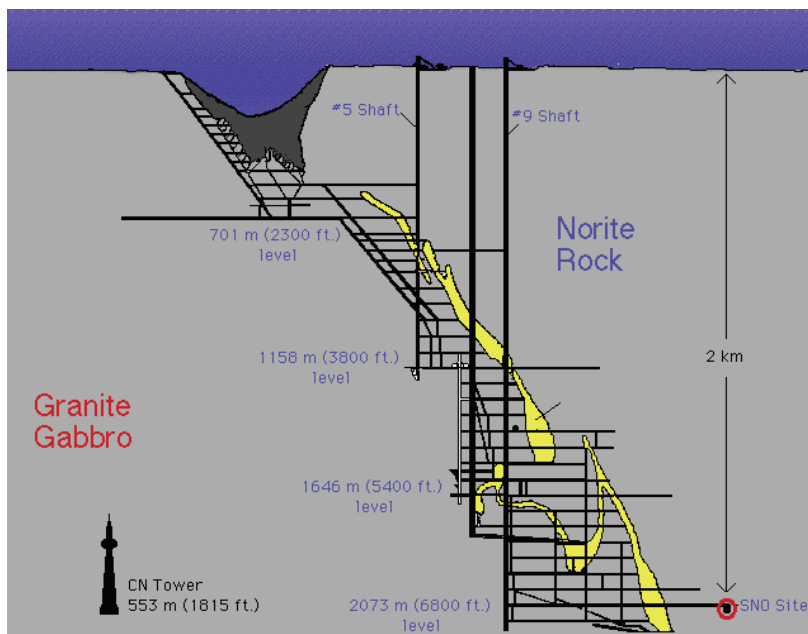 #5 Shaft
#9 Shaft
701 m (2300 ft.)
level
Norite
Rock
1158 m (3800 ft.)
level
2 km
Granite
Gabbro
1646 m (5400 ft.)
level
CN Tower
553 m (1815 ft.)
2073 m (6800 ft.)
level
SNO Site